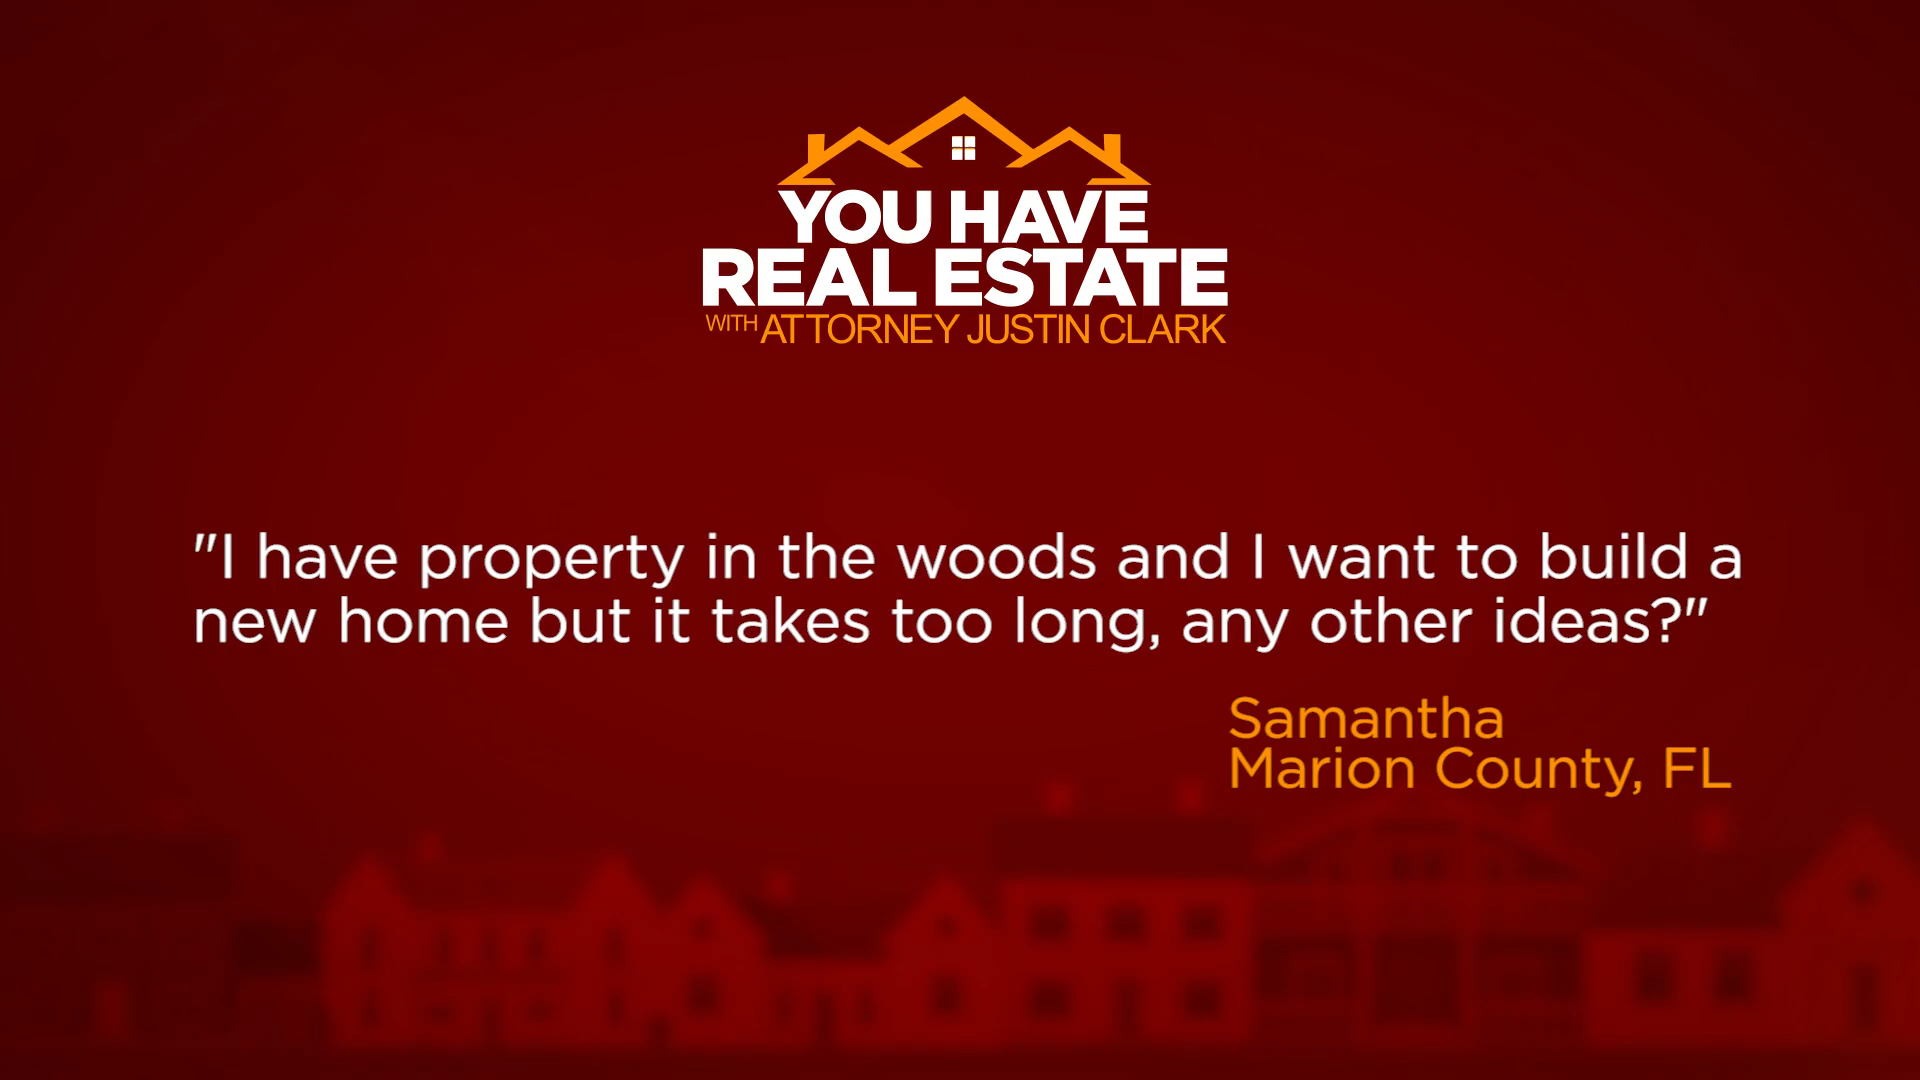 YOU HAVE
REAL ESTATE
WITH ATTORNEY JUSTIN CLARK
"I have property in the woods and I want to build a
new home but it takes too long, any other ideas?"
Samantha
Marion County, FL